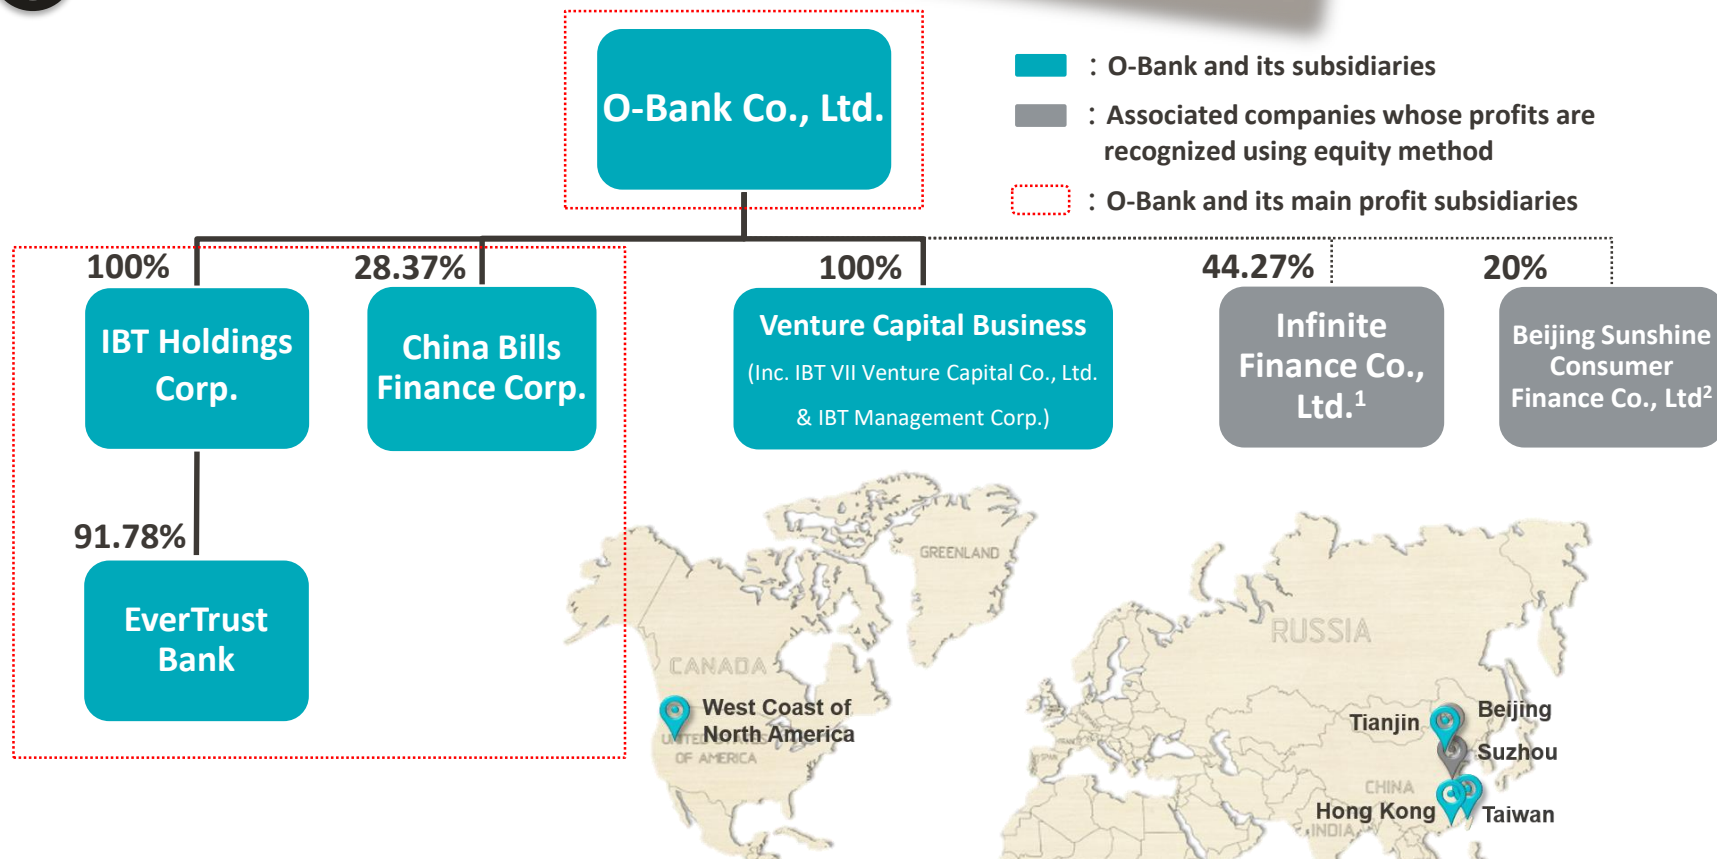 O-Bank Co., Ltd.
: O-Bank and its subsidiaries
: Associated companies whose profits are
recognized using equity method
: O-Bank and its main profit subsidiaries
100%
28.37%
100%
44.27%
20%
IBT Holdings
Corp.
China Bills
Finance Corp.
Venture Capital Business
(Inc. IBT VII Venture Capital Co., Ltd.
& IBT Management Corp.)
Infinite
Finance Co.,
Ltd.1
Beijing Sunshine
Consumer
Finance Co., Ltd2
91.78%
EverTrust
Bank
GREENLAND
CANADA
RUSSIA
West Coast of
North America
UNITED STATES
OF AMERICA
Tianjin
Beijing
Suzhou
CHINA
Hong Kong
Taiwan
INDIA